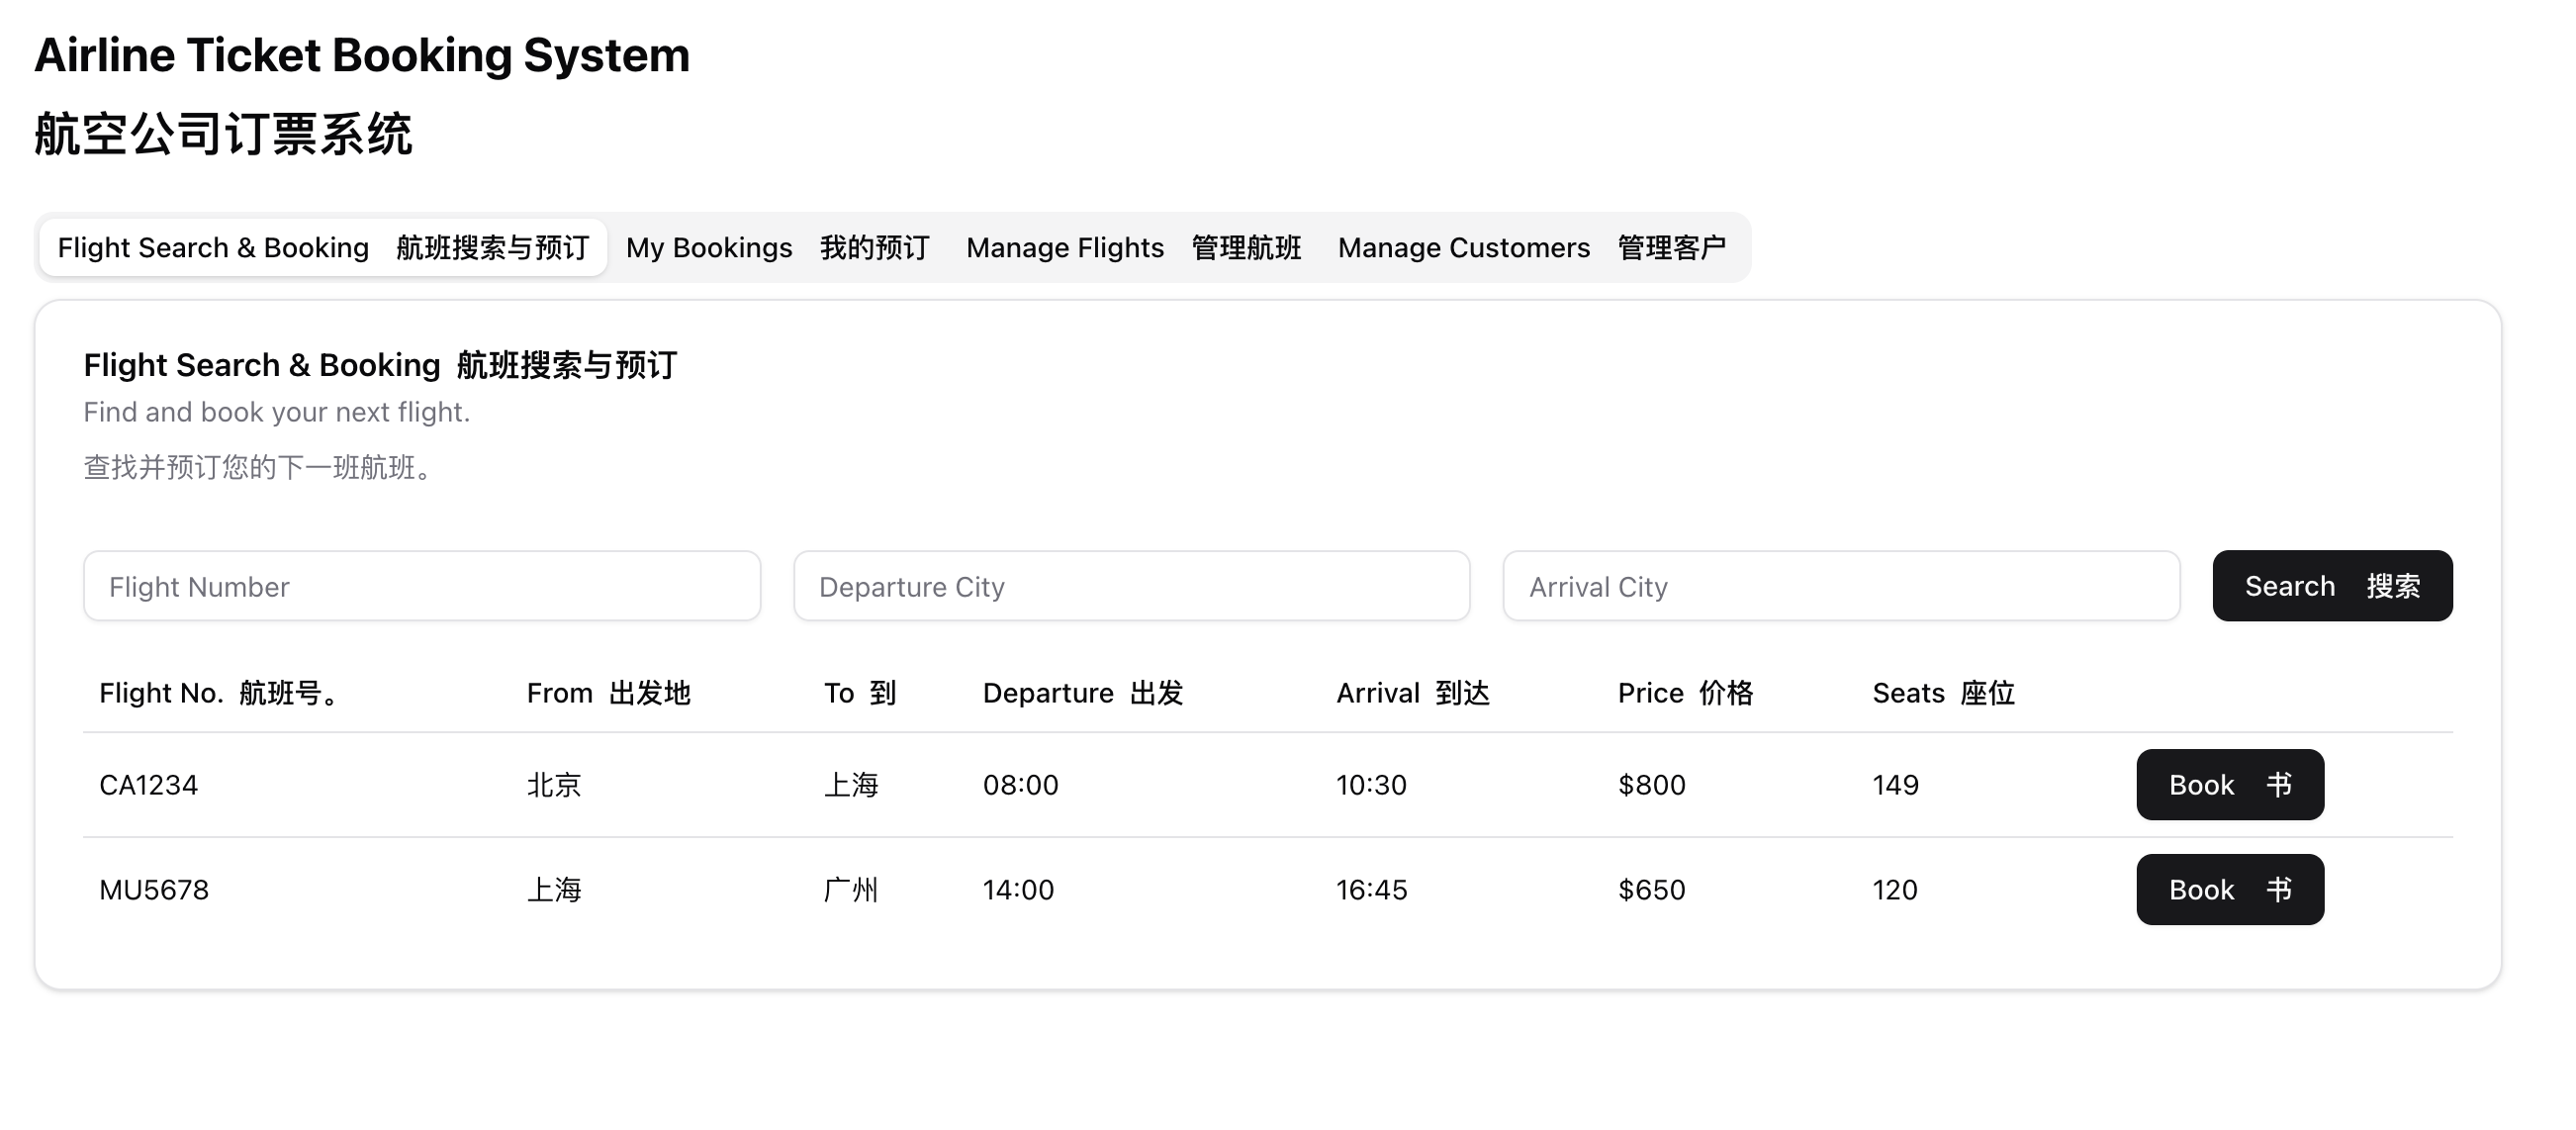 Airline Ticket Booking System
航空公司订票系统
Flight Search & Booking 航班搜索与预订 My Bookings 我的预订 Manage Flights 管理航班 Manage Customers 管理客户
Flight Search & Booking 航班搜索与预订
Find and book your next flight.
查找并预订您的下一班航班。
Flight Number Departure City Arrival City Search 搜索
Flight No. 航班号。 From 出发地 To 到 Departure 出发 Arrival 到达 Price 价格 Seats 座位
CA1234 北京 上海 08:00 10:30 $800 149 Book 书
MU5678 上海 广州 14:00 16:45 $650 120 Book 书